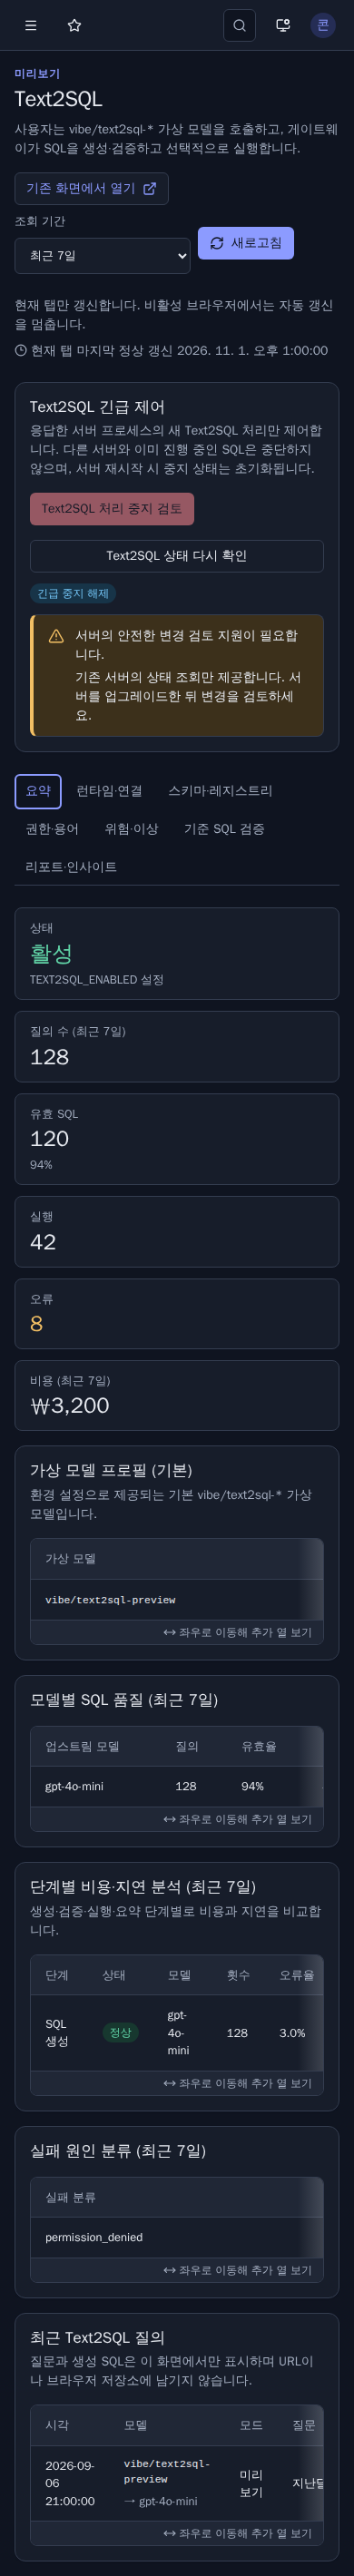 콘
미리보기
Text2SQL
사용자는 vibe/text2sql-* 가상 모델을 호출하고, 게이트웨
이가 SQL을 생성·검증하고 선택적으로 실행합니다.
기존 화면에서 열기
조회 기간
최근 7일
새로고침
현재 탭만 갱신합니다. 비활성 브라우저에서는 자동 갱신
을 멈춥니다.
현재 탭 마지막 정상 갱신 2026. 11. 1. 오후 1:00:00
Text2SQL 긴급 제어
응답한 서버 프로세스의 새 Text2SQL 처리만 제어합
니다. 다른 서버와 이미 진행 중인 SQL은 중단하지
않으며, 서버 재시작 시 중지 상태는 초기화됩니다.
Text2SQL 처리 중지 검토
Text2SQL 상태 다시 확인
긴급 중지 해제
서버의 안전한 변경 검토 지원이 필요합
니다.
기존 서버의 상태 조회만 제공합니다. 서
버를 업그레이드한 뒤 변경을 검토하세
요.
요약
런타임·연결
스키마·레지스트리
권한·용어
위험·이상
기준 SQL 검증
리포트·인사이트
상태
활성
TEXT2SQL_ENABLED 설정
질의 수 (최근 7일)
128
유효 SQL
120
94%
실행
42
오류
8
비용 (최근 7일)
₩3,200
가상 모델 프로필 (기본)
환경 설정으로 제공되는 기본 vibe/text2sql-* 가상
모델입니다.
가상 모델
vibe/text2sql-preview
좌우로 이동해 추가 열 보기
모델별 SQL 품질 (최근 7일)
업스트림 모델 질의 유효율
gpt-4o-mini 128 94%
좌우로 이동해 추가 열 보기
단계별 비용·지연 분석 (최근 7일)
생성·검증·실행·요약 단계별로 비용과 지연을 비교합
니다.
단계 상태 모델 횟수 오류율
SQL
생성
정상
gpt-
4o-
mini
128
3.0%
좌우로 이동해 추가 열 보기
실패 원인 분류 (최근 7일)
실패 분류
permission_denied
좌우로 이동해 추가 열 보기
최근 Text2SQL 질의
질문과 생성 SQL은 이 화면에서만 표시하며 URL이
나 브라우저 저장소에 남기지 않습니다.
시각 모델 모드 질문
2026-09-
06
21:00:00
vibe/text2sql-
preview
→ gpt-4o-mini
미리
보기
지난달
좌우로 이동해 추가 열 보기